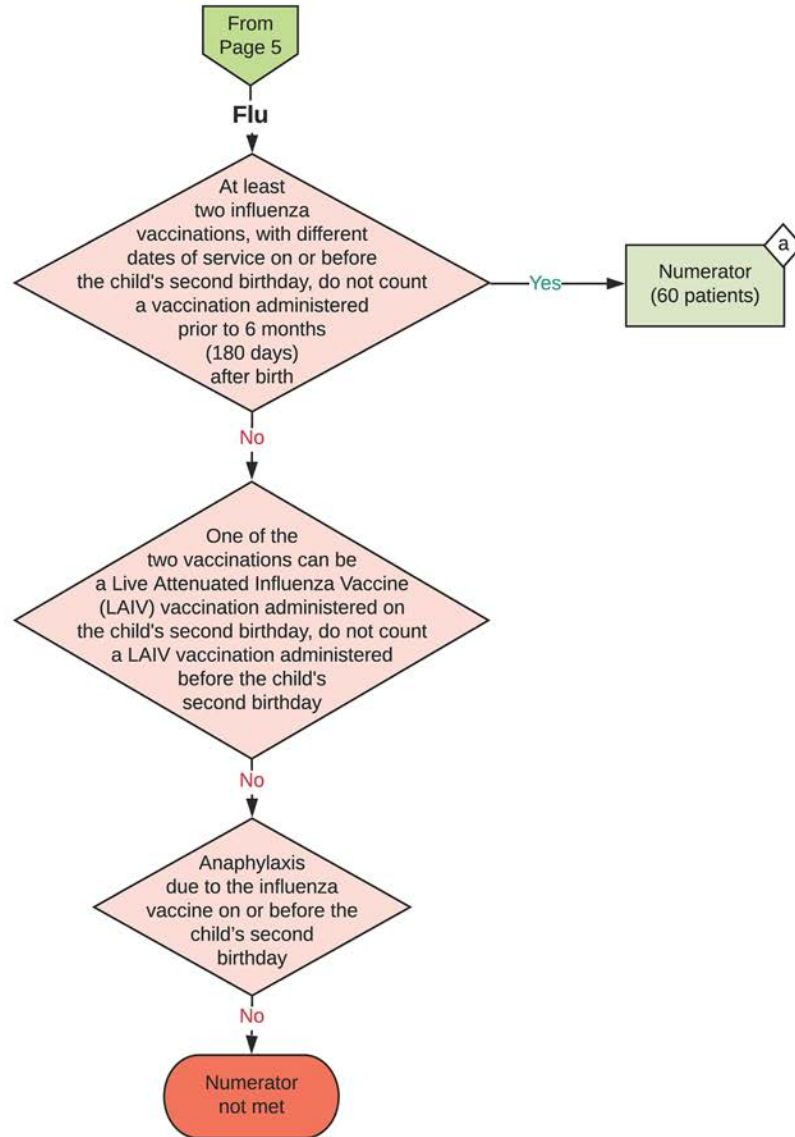 From
Page 5
Flu
At least
two influenza
vaccinations, with different
dates of service on or before
the child's second birthday, do not count
a vaccination administered
prior to 6 months
(180 days)
after birth
Yes
a
Numerator
(60 patients)
No
One of the
two vaccinations can be
a Live Attenuated Influenza Vaccine
(LAIV) vaccination administered on
the child's second birthday, do not count
a LAIV vaccination administered
before the child's
second birthday
No
Anaphylaxis
due to the influenza
vaccine on or before the
child’s second
birthday
No
Numerator
not met